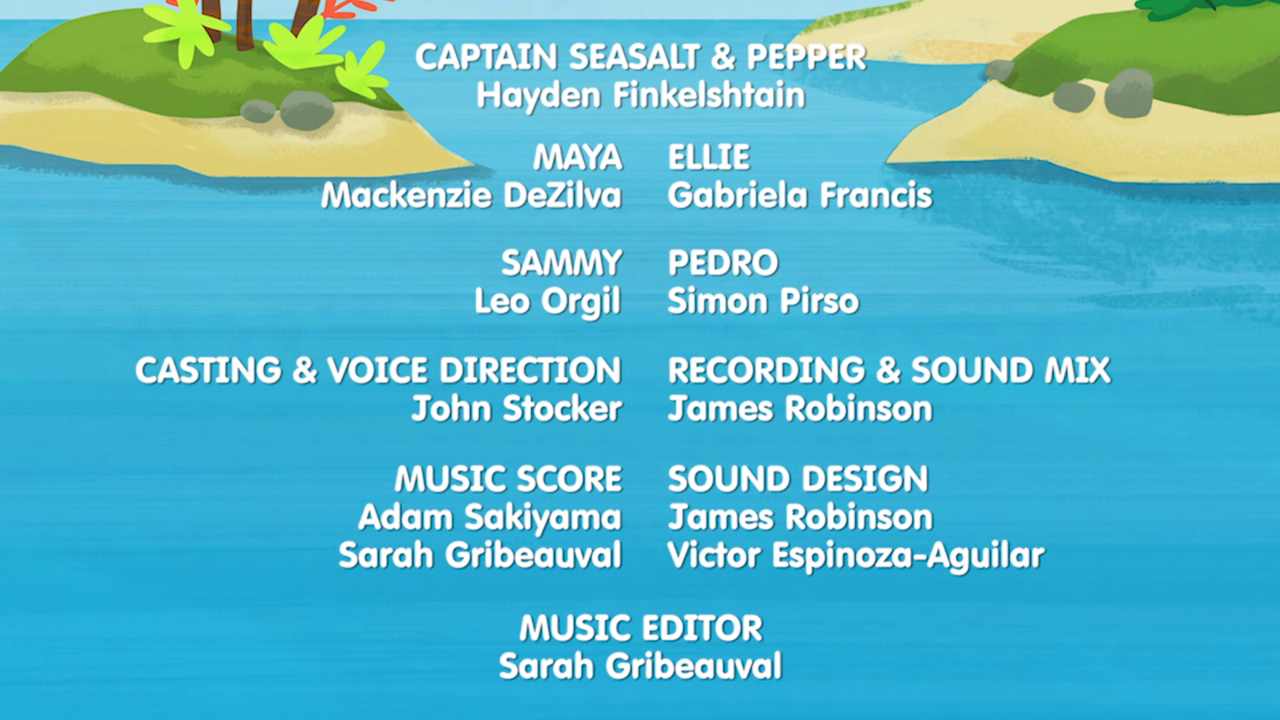 CAPTAIN SEASALT & PEPPER
Hayden Finkelshtain
MAYA
Mackenzie DeZilva
ELLIE
Gabriela Francis
SAMMY
Leo Orgil
PEDRO
Simon Pirso
CASTING & VOICE DIRECTION
John Stocker
RECORDING & SOUND MIX
James Robinson
MUSIC SCORE
Adam Sakiyama
Sarah Gribeauval
SOUND DESIGN
James Robinson
Victor Espinoza-Aguilar
MUSIC EDITOR
Sarah Gribeauval